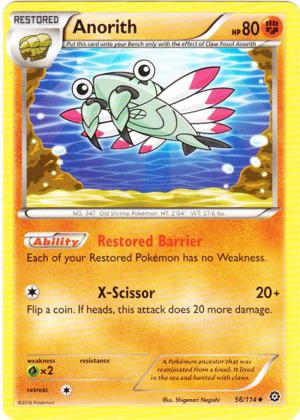 RESTORED
Anorith
HP80
Put this card onto your Bench only with the effect of Claw Fossil Anorith
NO. 347 Old Shrimp Pokémon HT: 2'04" WT: 27.6 lbs.
Ability Restored Barrier
Each of your Restored Pokémon has no Weakness.
X-Scissor 20+
Flip a coin. If heads, this attack does 20 more damage.
weakness resistance
×2
retreat
A Pokémon ancestor that was
reanimated from a fossil. It lived
in the sea and hunted with claws.
Illus. Shigenori Negishi
56/114
©2016 Pokémon